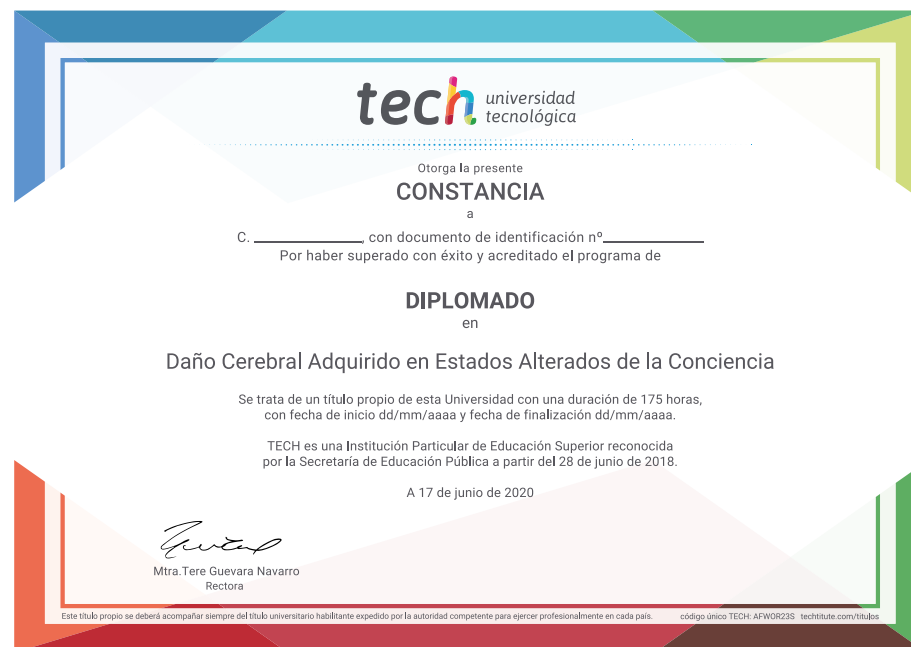 tech universidad
tecnológica
Otorga la presente
CONSTANCIA
a
C. ____________, con documento de identificación nº____________
Por haber superado con éxito y acreditado el programa de
DIPLOMADO
en
Daño Cerebral Adquirido en Estados Alterados de la Conciencia
Se trata de un título propio de esta Universidad con una duración de 175 horas,
con fecha de inicio dd/mm/aaaa y fecha de finalización dd/mm/aaaa.
TECH es una Institución Particular de Educación Superior reconocida
por la Secretaría de Educación Pública a partir del 28 de junio de 2018.
A 17 de junio de 2020
Mtra.Tere Guevara Navarro
Rectora
Este título propio se deberá acompañar siempre del título universitario habilitante expedido por la autoridad competente para ejercer profesionalmente en cada país. código único TECH: AFWOR23S techtitute.com/titulos